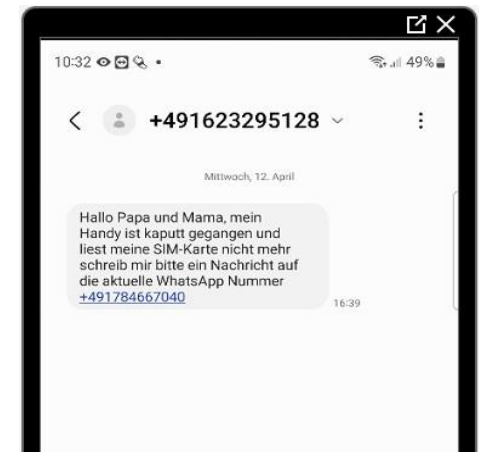 10:32
49%
+491623295128
Mittwoch, 12. April
Hallo Papa und Mama, mein
Handy ist kaputt gegangen und
liest meine SIM-Karte nicht mehr
schreib mir bitte ein Nachricht auf
die aktuelle WhatsApp Nummer
+491784667040
16:39